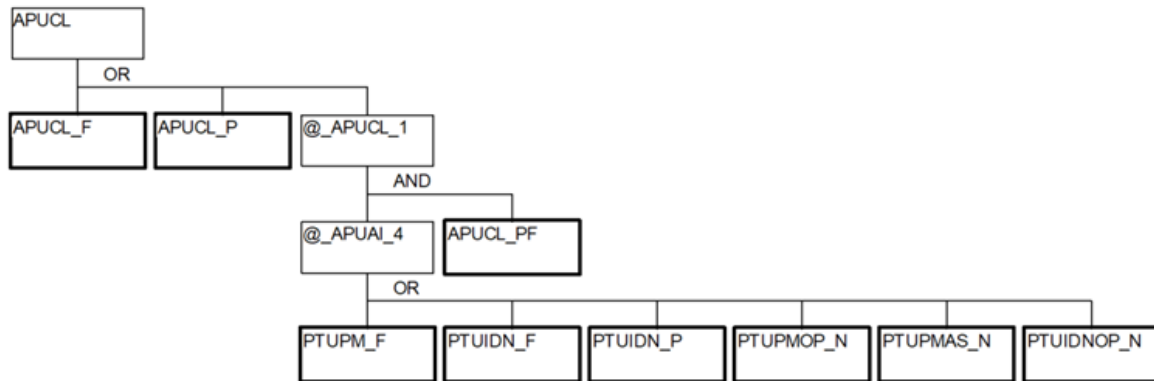 APUCL
OR
APUCL_F APUCL_P @_APUCL_1
AND
@_APUAI_4 APUCL_PF
OR
PTUPM_F PTUIDN_F PTUIDN_P PTUPMOP_N PTUPMAS_N PTUIDNOP_N